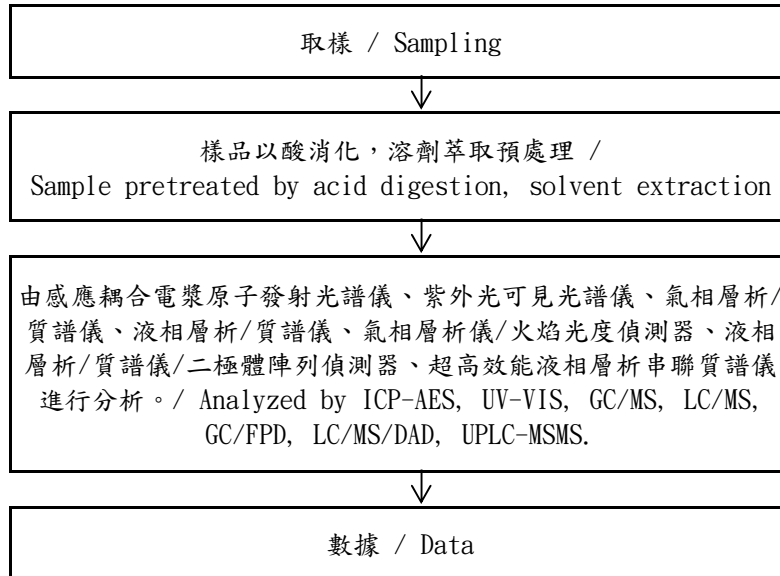 取樣 / Sampling
樣品以酸消化，溶劑萃取預處理 /
Sample pretreated by acid digestion, solvent extraction
由感應耦合電漿原子發射光譜儀、紫外光可見光譜儀、氣相層析/
質譜儀、液相層析/質譜儀、氣相層析儀/火焰光度偵測器、液相
層析/質譜儀/二極體陣列偵測器、超高效能液相層析串聯質譜儀
進行分析。/ Analyzed by ICP-AES, UV-VIS, GC/MS, LC/MS,
GC/FPD, LC/MS/DAD, UPLC-MSMS.
數據 / Data